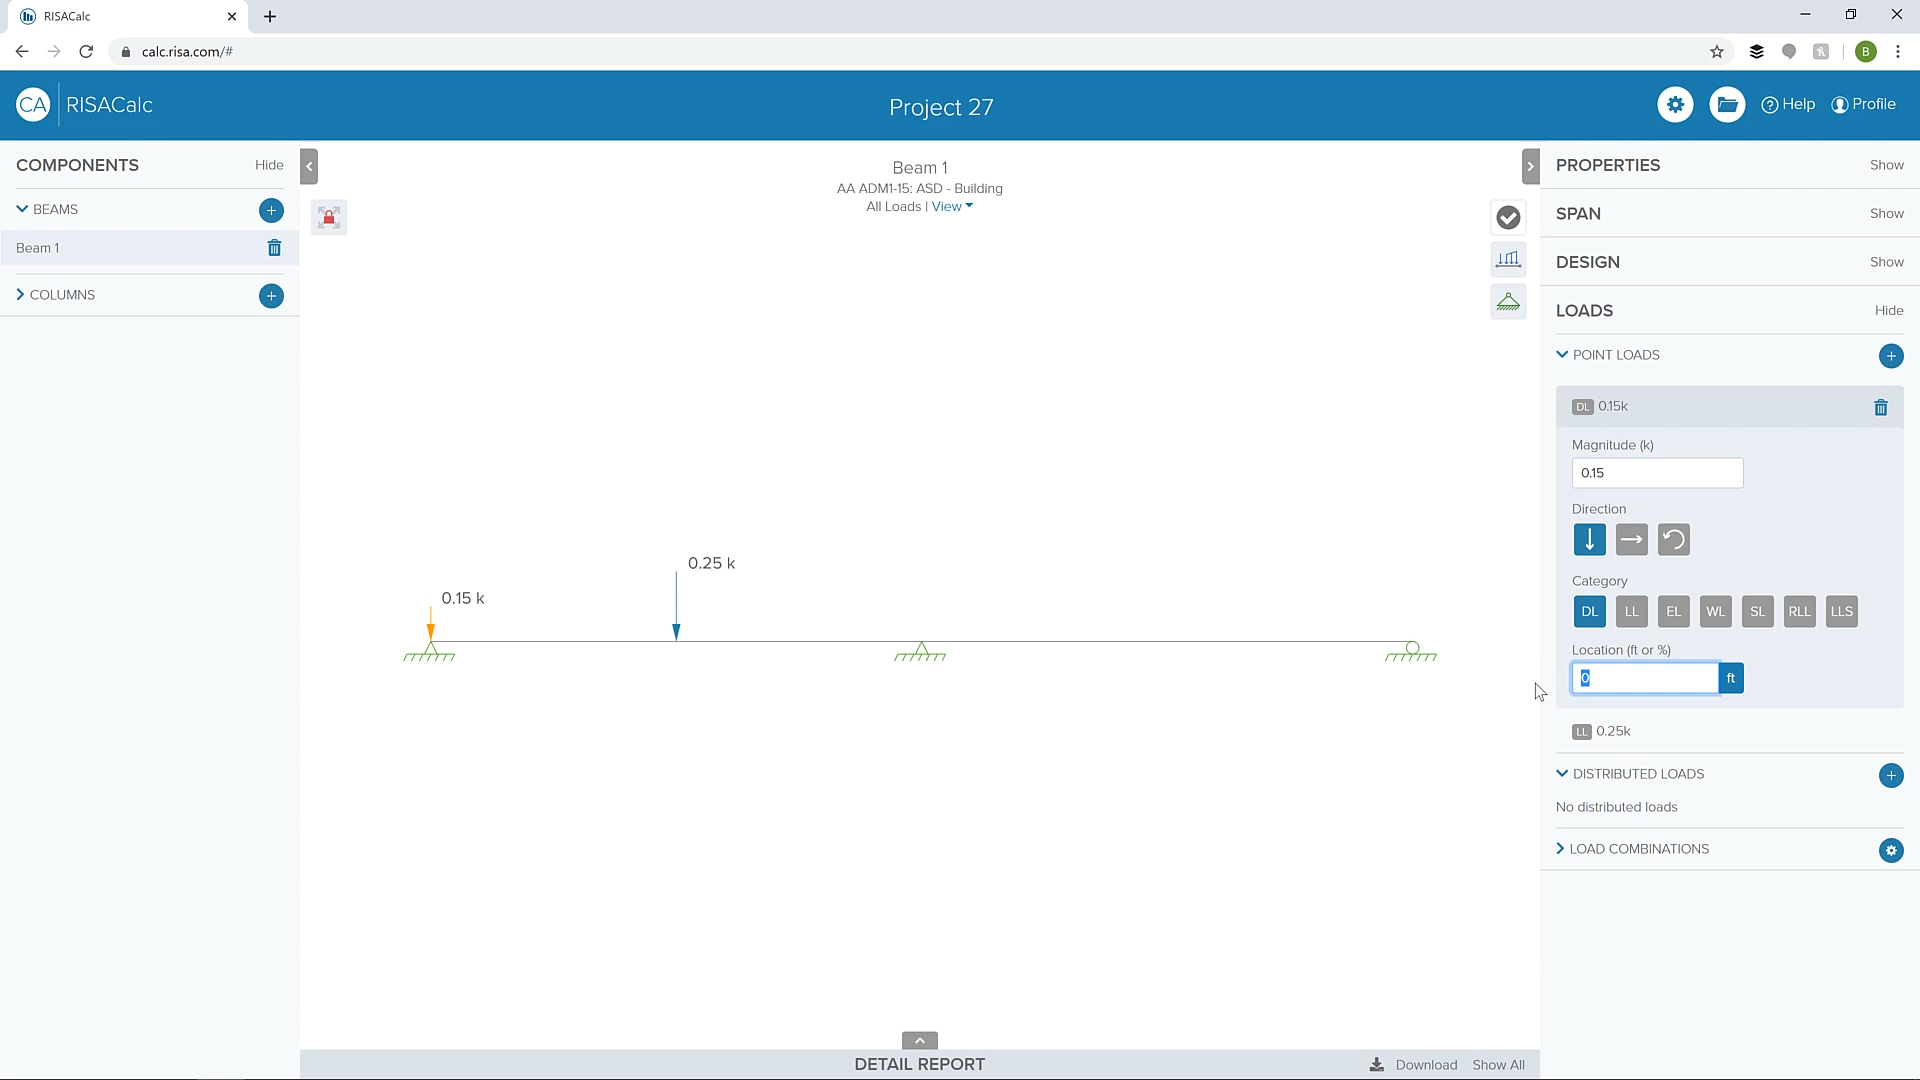 RISACalc
calc.risa.com/#
B
CA RISACalc
Project 27
Help
Profile
COMPONENTS
Hide
BEAMS
Beam 1
COLUMNS
Beam 1
AA ADM1-15: ASD - Building
All Loads | View
0.15 k
0.25 k
PROPERTIES
Show
SPAN
Show
DESIGN
Show
LOADS
Hide
POINT LOADS
DL 0.15k
Magnitude (k)
0.15
Direction
Category
DL LL EL WL SL RLL LLS
Location (ft or %)
0 ft
LL 0.25k
DISTRIBUTED LOADS
No distributed loads
LOAD COMBINATIONS
DETAIL REPORT
Download
Show All